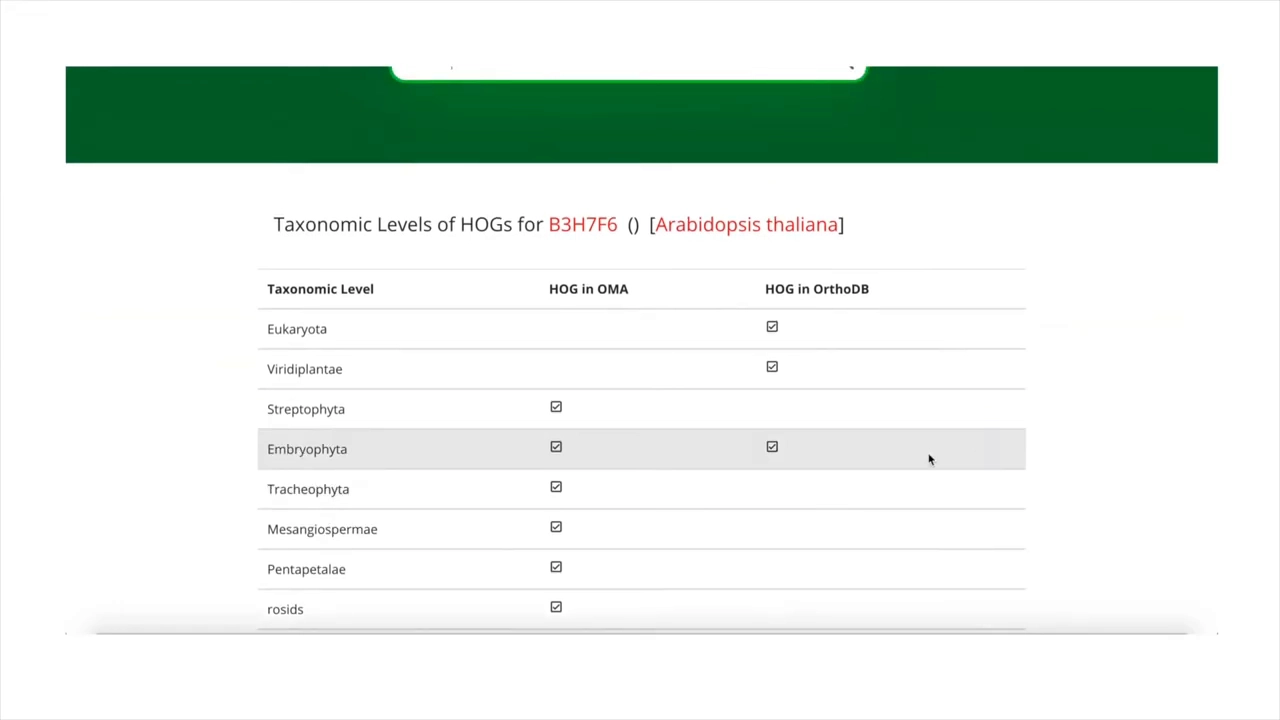 Taxonomic Levels of HOGs for B3H7F6 () [Arabidopsis thaliana]
Taxonomic Level HOG in OMA HOG in OrthoDB
Eukaryota
Viridiplantae
Streptophyta
Embryophyta
Tracheophyta
Mesangiospermae
Pentapetalae
rosids